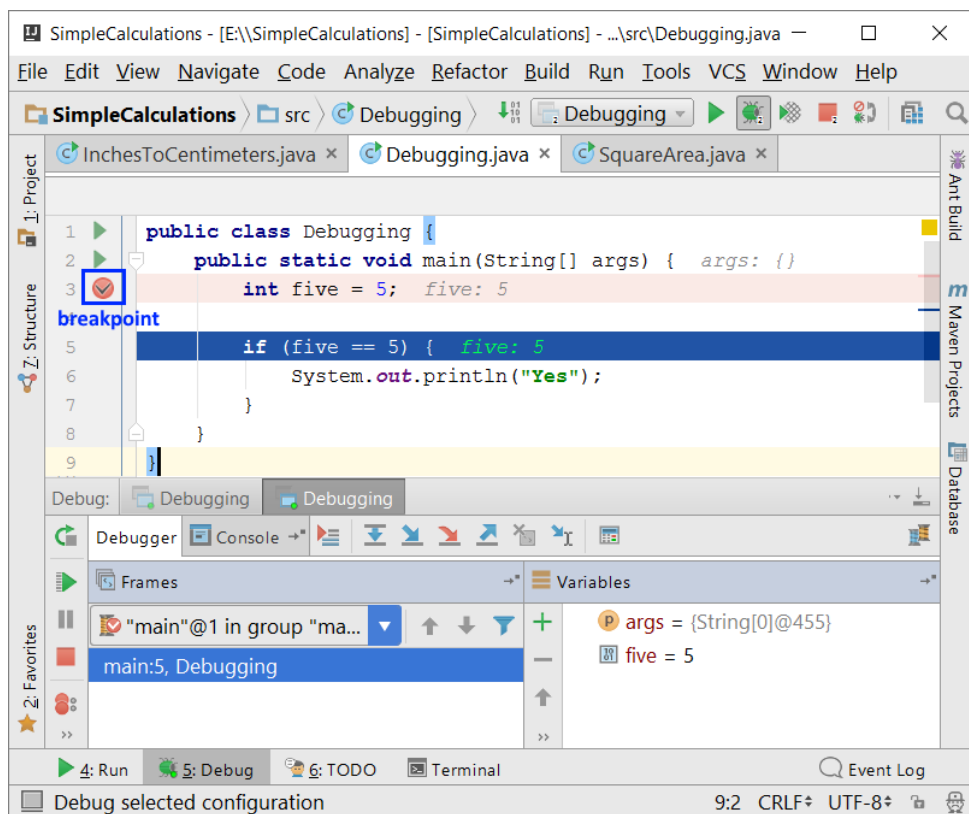 SimpleCalculations - [E:\\SimpleCalculations] - [SimpleCalculations] - ...\src\Debugging.java
File Edit View Navigate Code Analyze Refactor Build Run Tools VCS Window Help
SimpleCalculations src Debugging Debugging
InchesToCentimeters.java × Debugging.java × SquareArea.java ×
1: Project
Z: Structure
2: Favorites
1 public class Debugging {
2 public static void main(String[] args) { args: {}
3 int five = 5; five: 5
breakpoint
5 if (five == 5) { five: 5
6 System.out.println("Yes");
7 }
8 }
9 }
Ant Build
m Maven Projects
Database
Debug: Debugging Debugging
Debugger Console
Frames
Variables
"main"@1 in group "ma...
main:5, Debugging
args = {String[0]@455}
five = 5
4: Run 5: Debug 6: TODO Terminal Event Log
Debug selected configuration 9:2 CRLF UTF-8